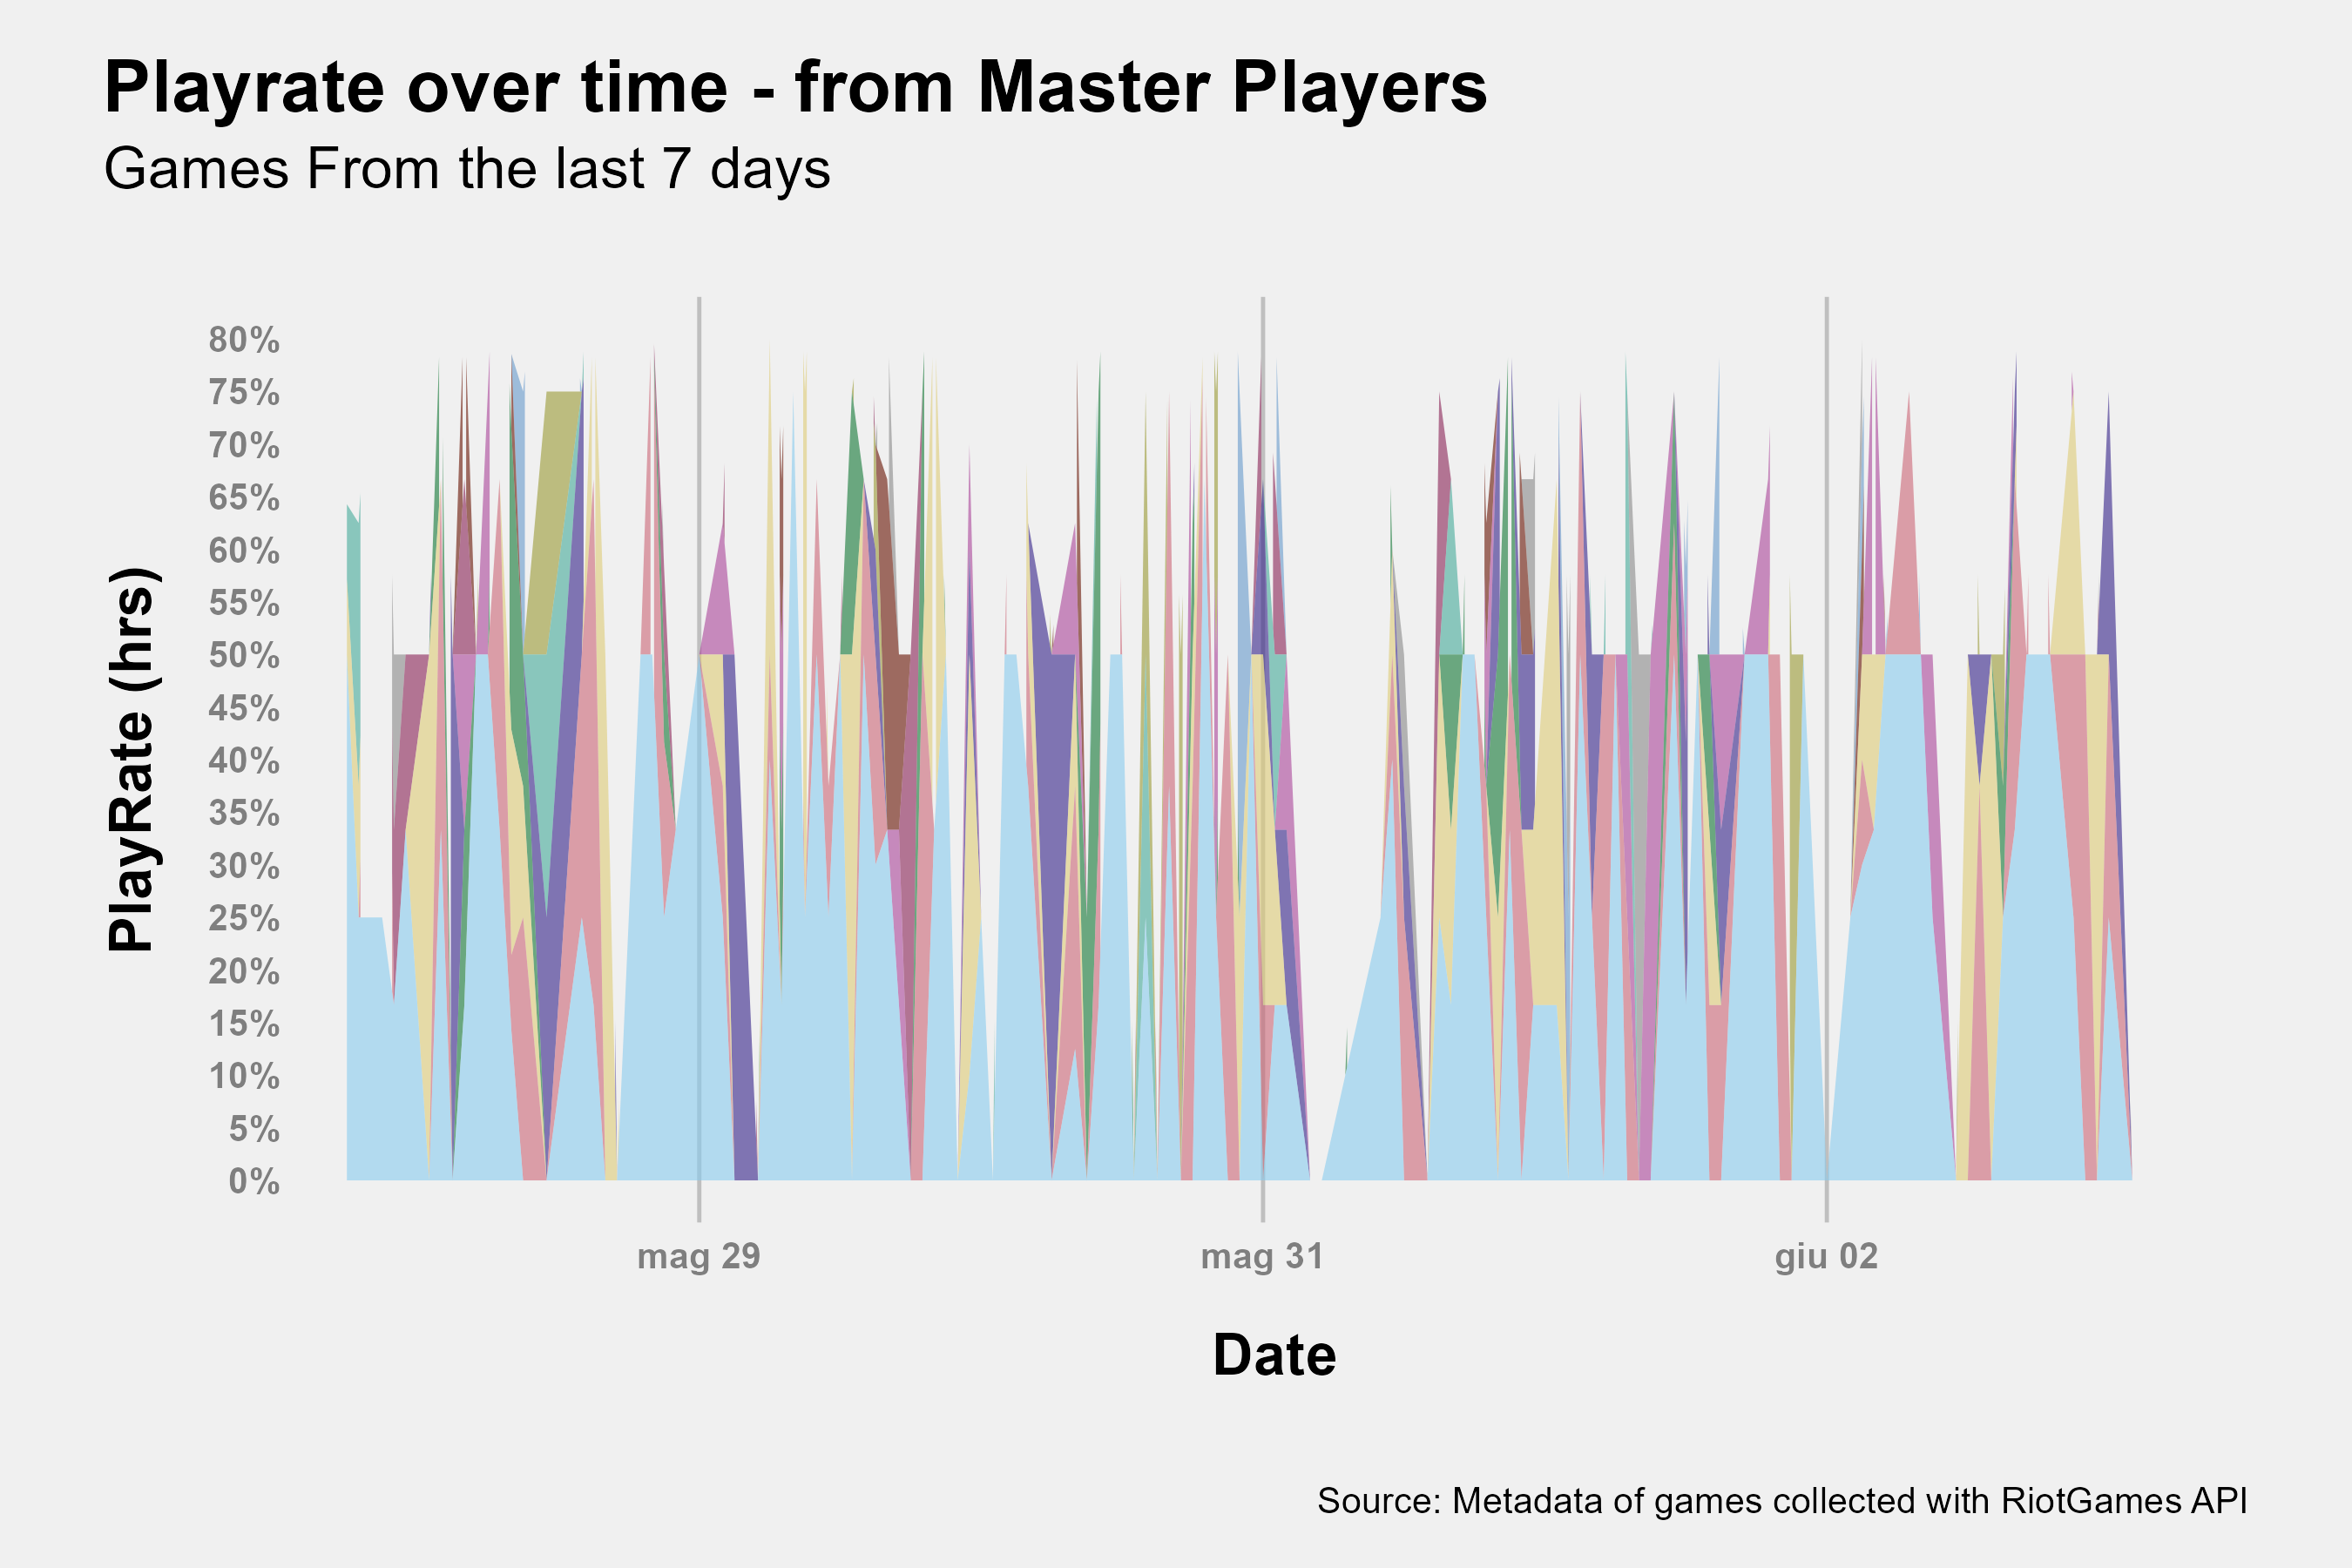 Playrate over time - from Master Players
Games From the last 7 days
PlayRate (hrs)
80%
75%
70%
65%
60%
55%
50%
45%
40%
35%
30%
25%
20%
15%
10%
5%
0%
mag 29
mag 31
giu 02
Date
Source: Metadata of games collected with RiotGames API